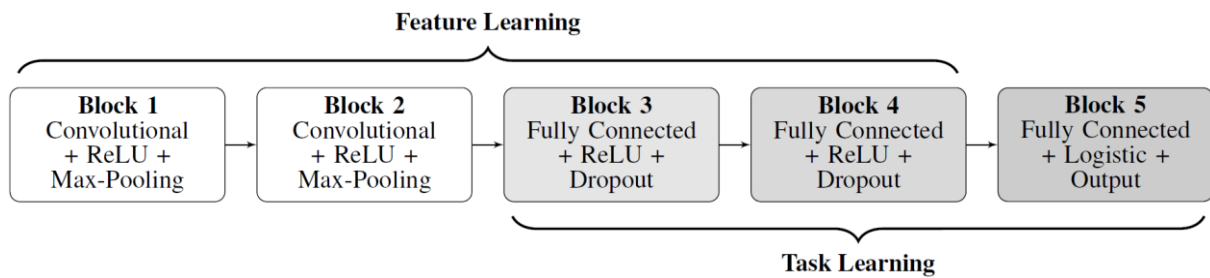 Feature Learning
Block 1
Convolutional
+ ReLU +
Max-Pooling
Block 2
Convolutional
+ ReLU +
Max-Pooling
Block 3
Fully Connected
+ ReLU +
Dropout
Block 4
Fully Connected
+ ReLU +
Dropout
Block 5
Fully Connected
+ Logistic +
Output
Task Learning